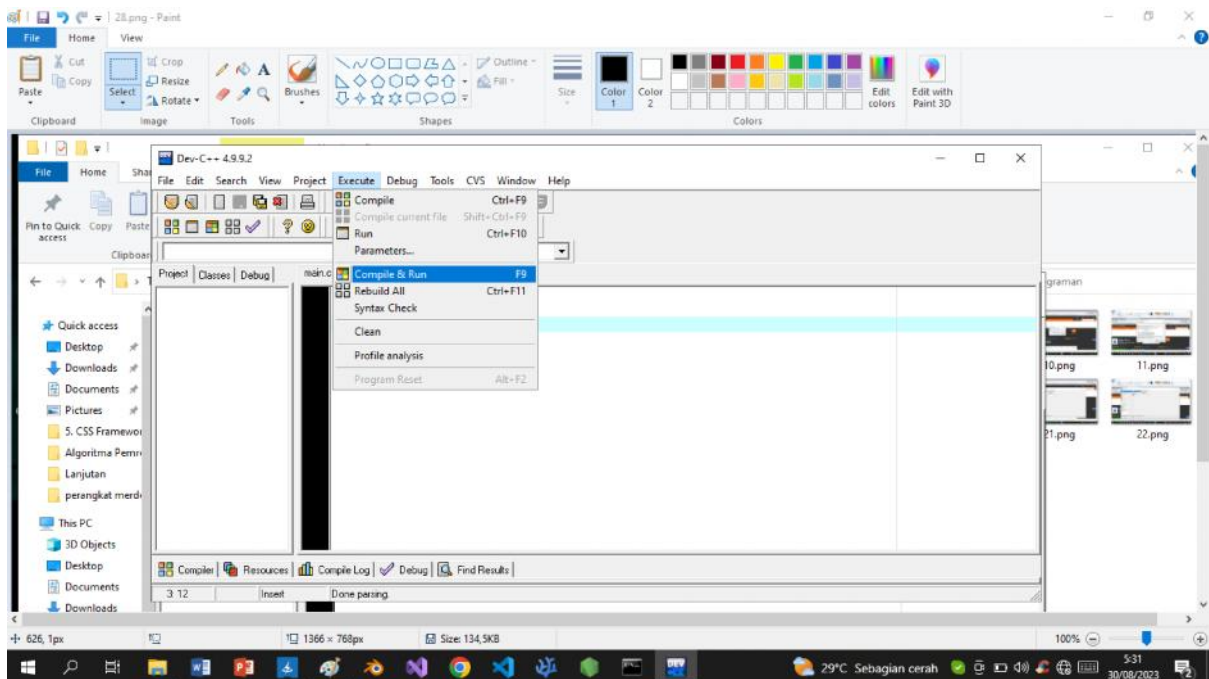 28.png - Paint
File Home View
Paste
Cut
Copy
Clipboard
Select
Crop
Resize
Rotate
Image
Tools
Brushes
Outline
Fill
Shapes
Size
Color 1
Color 2
Colors
Edit colors
Edit with Paint 3D
File Home
Pin to Quick access
Copy Paste
Dev-C++ 4.9.9.2
File Edit Search View Project Execute Debug Tools CVS Window Help
Compile Ctrl+F9
Compile current file Shift+Ctrl+F9
Run Ctrl+F10
Parameters...
Compile & Run F9
Rebuild All Ctrl+F11
Syntax Check
Clean
Profile analysis
Program Reset Alt+F2
Project Classes Debug
main.c
Quick access
Desktop
Downloads
Documents
Pictures
5. CSS Framewo
Algoritma Pemr
Lanjutan
perangkat merd
This PC
3D Objects
Desktop
Documents
Downloads
graman
11.png
22.png
Compiler Resources Compile Log Debug Find Results
3: 12 Insert Done parsing.
626, 1px 1366 × 768px Size: 134,5KB 100%
29°C Sebagian cerah
5:31
30/08/2023